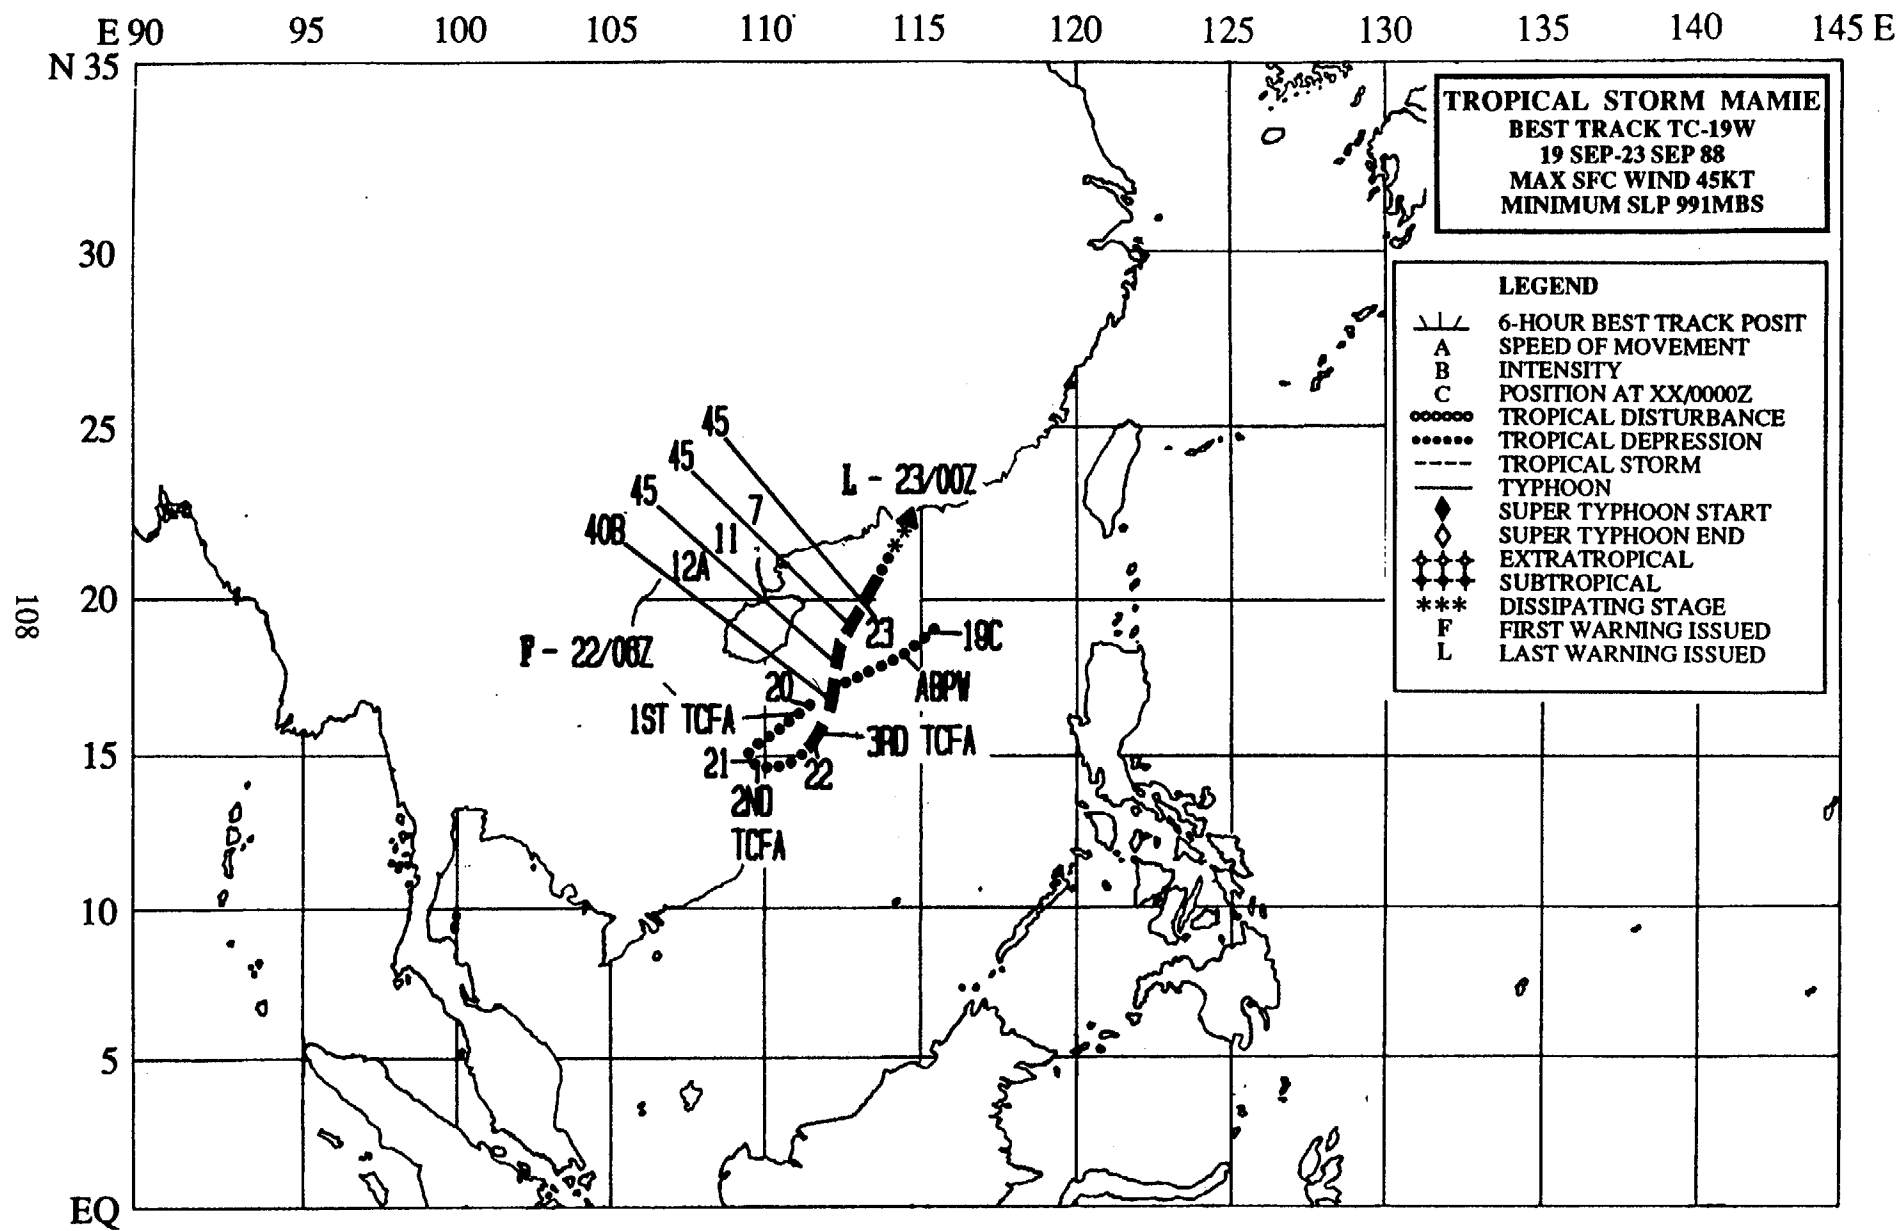 E 90 95 100 105 110 115 120 125 130 135 140 145 E
N 35
30
25
20
15
10
5
EQ
108
TROPICAL STORM MAMIE
BEST TRACK TC-19W
19 SEP-23 SEP 88
MAX SFC WIND 45KT
MINIMUM SLP 991MBS
LEGEND
6-HOUR BEST TRACK POSIT
A SPEED OF MOVEMENT
B INTENSITY
C POSITION AT XX/0000Z
TROPICAL DISTURBANCE
TROPICAL DEPRESSION
TROPICAL STORM
TYPHOON
SUPER TYPHOON START
SUPER TYPHOON END
EXTRATROPICAL
SUBTROPICAL
*** DISSIPATING STAGE
F FIRST WARNING ISSUED
L LAST WARNING ISSUED
45
45
L - 23/00Z
45
7
40B
11
12A
23
19C
F - 22/08Z
ABPW
20
1ST TCFA
3RD TCFA
21
22
2ND
TCFA